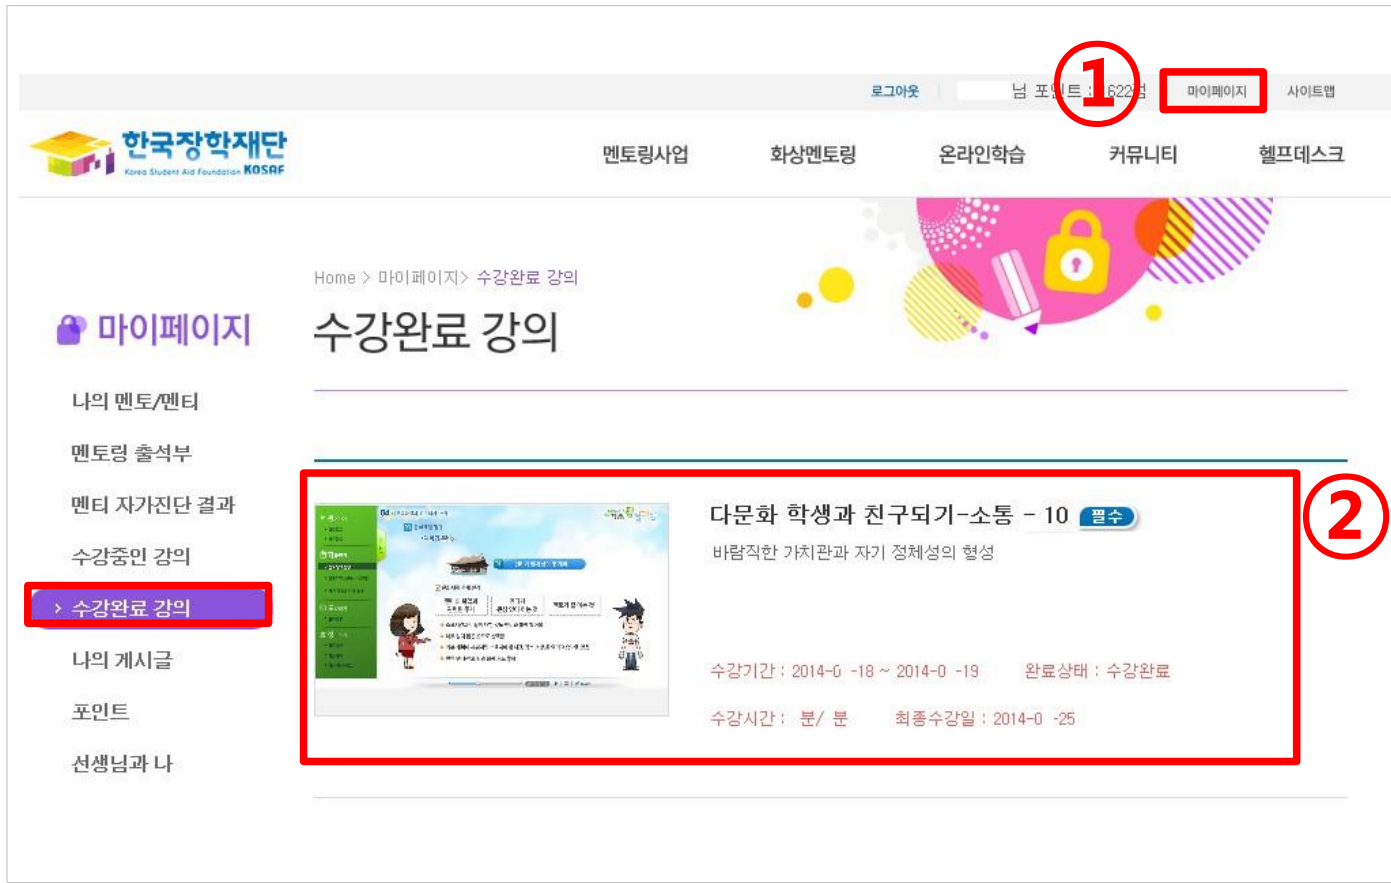 ①
로그아웃 님 포인트 : 622점 마이페이지 사이트맵
한국장학재단
Korea Student Aid Foundation KOSAF
멘토링사업 화상멘토링 온라인학습 커뮤니티 헬프데스크
Home > 마이페이지> 수강완료 강의
마이페이지
수강완료 강의
나의 멘토/멘티
멘토링 출석부
멘티 자가진단 결과
수강중인 강의
> 수강완료 강의
나의 게시글
포인트
선생님과 나
②
다문화 학생과 친구되기-소통 - 10 필수
바람직한 가치관과 자기 정체성의 형성
수강기간 : 2014-0 -18 ~ 2014-0 -19 완료상태 : 수강완료
수강시간 : 분/ 분 최종수강일 : 2014-0 -25